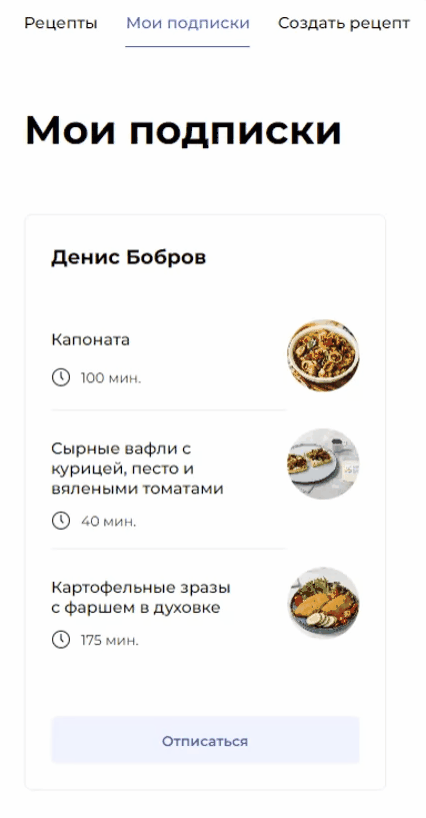 Рецепты Мои подписки Создать рецепт
Мои подписки
Денис Бобров
Капоната
100 мин.
Сырные вафли с
курицей, песто и
вялеными томатами
40 мин.
Картофельные зразы
с фаршем в духовке
175 мин.
Отписаться